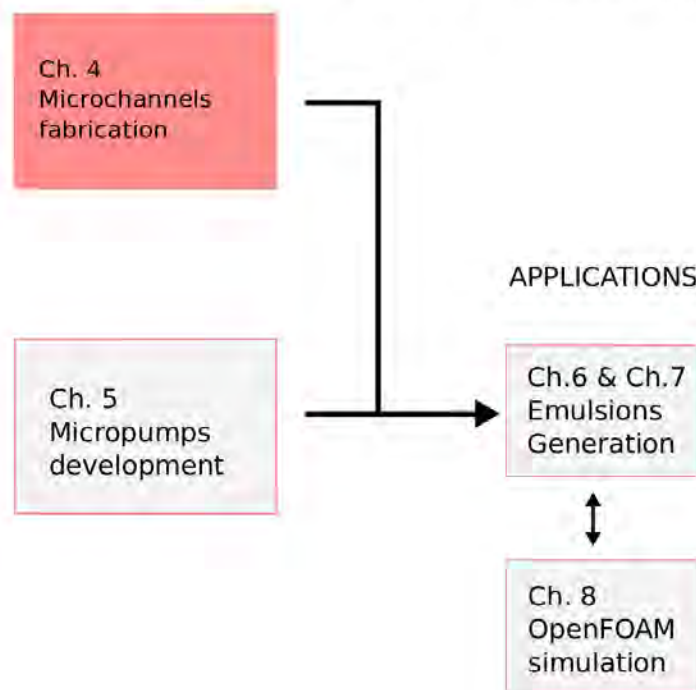 Ch. 4
Microchannels
fabrication
Ch. 5
Micropumps
development
APPLICATIONS
Ch.6 & Ch.7
Emulsions
Generation
Ch. 8
OpenFOAM
simulation